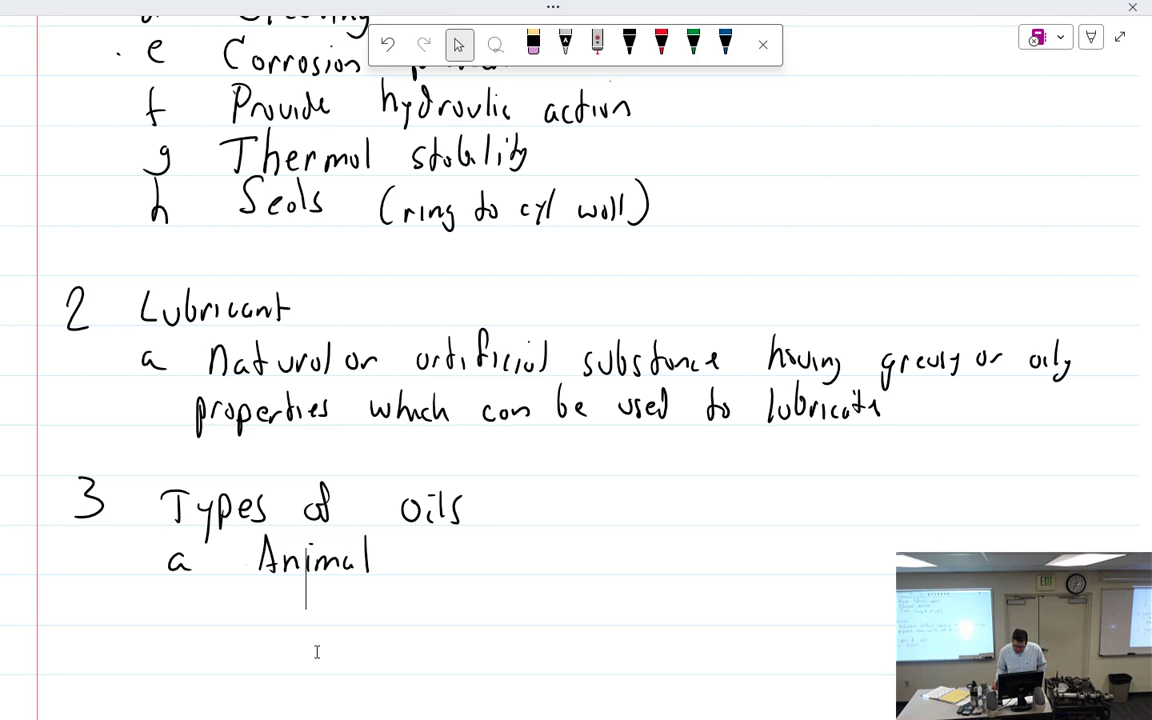 e Corrosion
f Provide hydraulic action
g Thermal stability
h Seals (ring to cyl wall)
2 Lubricant
a Natural or artificial substance having greasy or oily
properties which can be used to lubricate
3 Types of oils
a Animal
EXIT